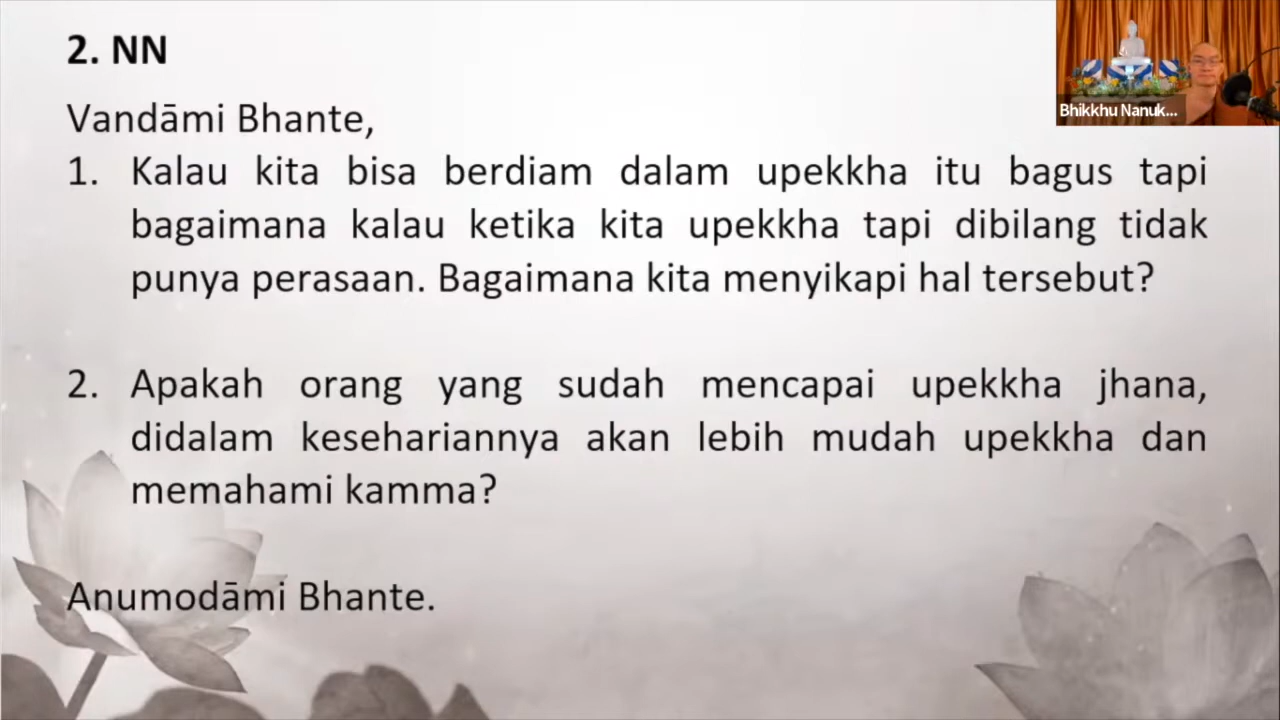 2. NN
Bhikkhu Nanuk...
Vandāmi Bhante,
1. Kalau kita bisa berdiam dalam upekkha itu bagus tapi
bagaimana kalau ketika kita upekkha tapi dibilang tidak
punya perasaan. Bagaimana kita menyikapi hal tersebut?
2. Apakah orang yang sudah mencapai upekkha jhana,
didalam kesehariannya akan lebih mudah upekkha dan
memahami kamma?
Anumodāmi Bhante.